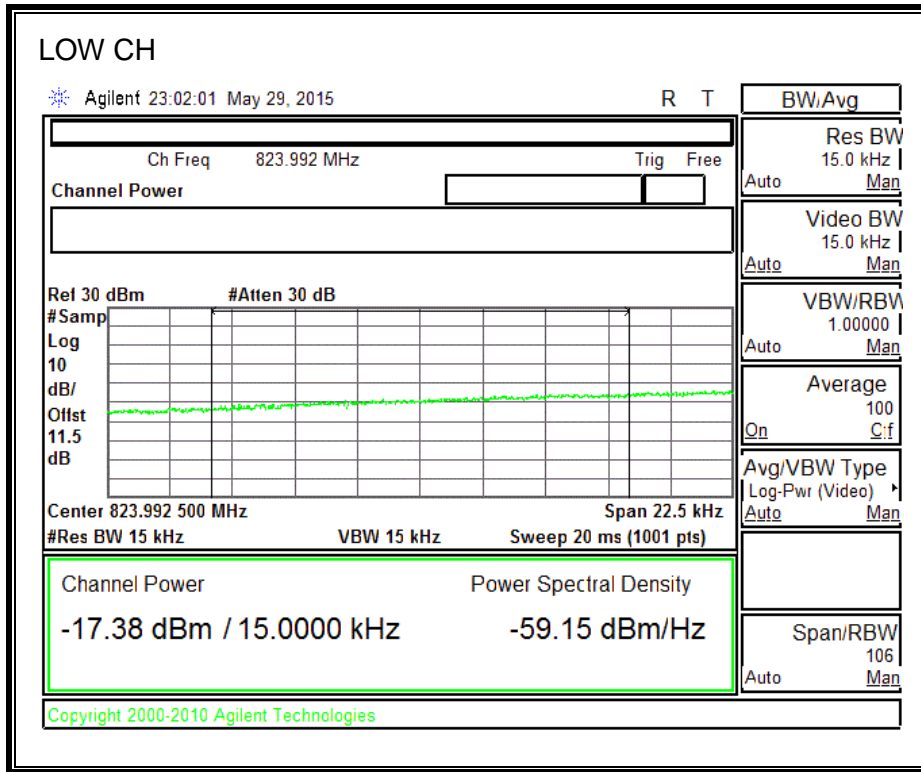 LOW CH
Agilent 23:02:01 May 29, 2015 R T
Ch Freq 823.992 MHz Trig Free
Channel Power
Ref 30 dBm #Atten 30 dB
#Samp
Log
10
dB/
Offst
11.5
dB
Center 823.992 500 MHz Span 22.5 kHz
#Res BW 15 kHz VBW 15 kHz Sweep 20 ms (1001 pts)
Channel Power Power Spectral Density
-17.38 dBm / 15.0000 kHz -59.15 dBm/Hz
Copyright 2000-2010 Agilent Technologies
BW/Avg
Res BW
15.0 kHz
Auto Man
Video BW
15.0 kHz
Auto Man
VBW/RBW
1.00000
Auto Man
Average
100
On Off
Avg/VBW Type
Log-Pwr (Video)
Auto Man
Span/RBW
106
Auto Man